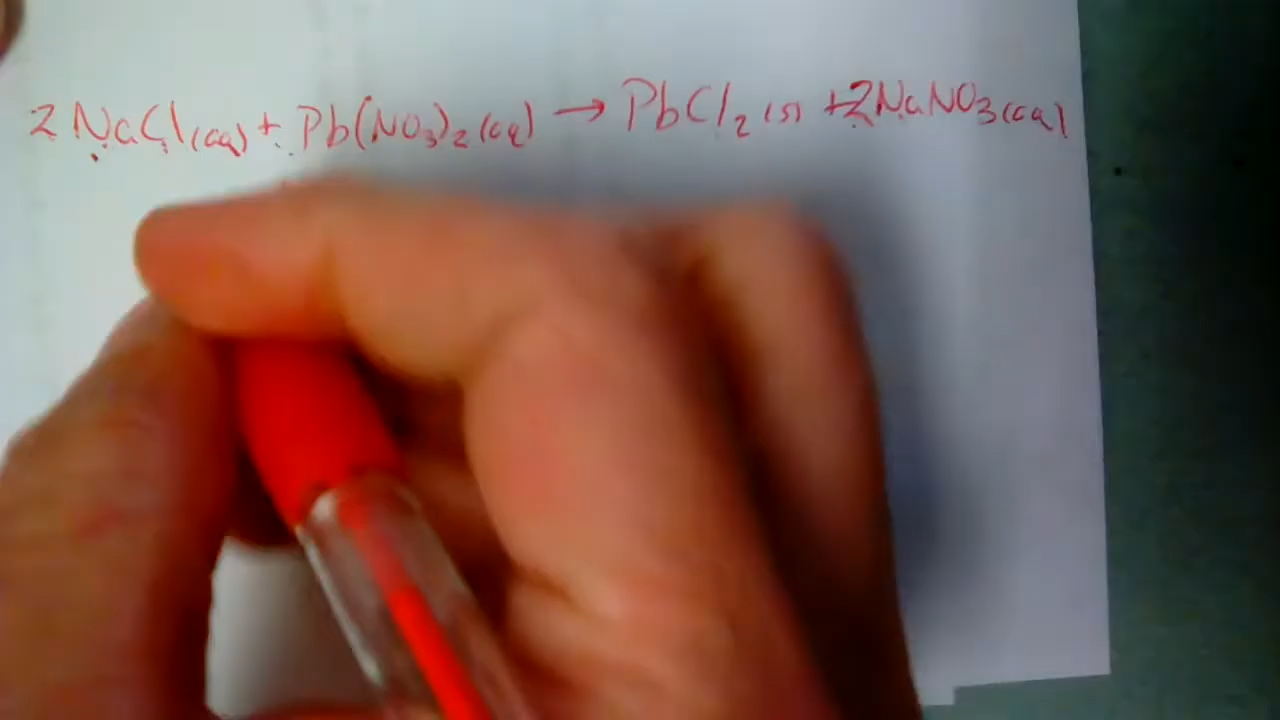 2 NaCl(aq) + Pb(NO3)2(aq) → PbCl2(s) + 2NaNO3(aq)